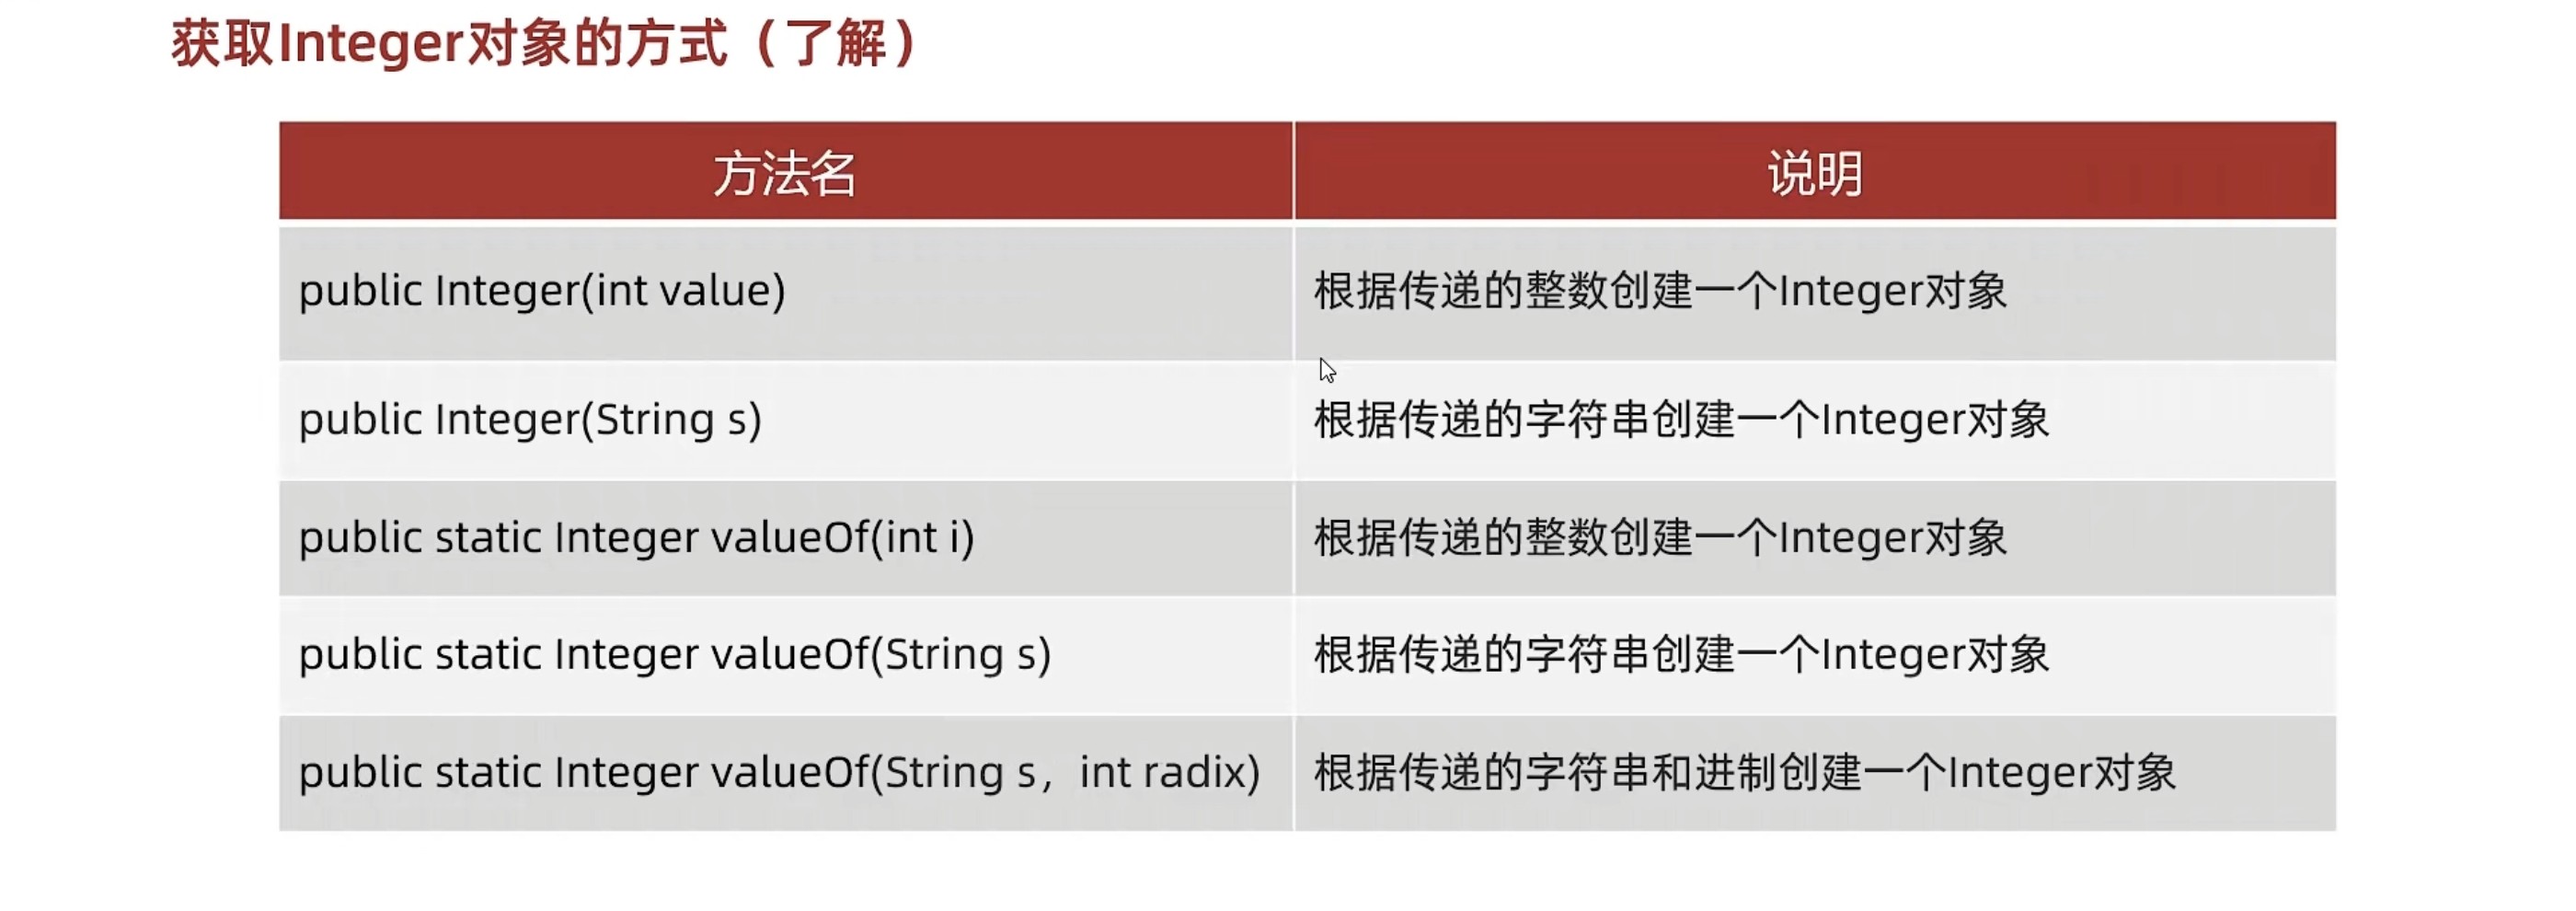 获取Integer对象的方式（了解）
方法名 说明
public Integer(int value) 根据传递的整数创建一个Integer对象
public Integer(String s) 根据传递的字符串创建一个Integer对象
public static Integer valueOf(int i) 根据传递的整数创建一个Integer对象
public static Integer valueOf(String s) 根据传递的字符串创建一个Integer对象
public static Integer valueOf(String s，int radix) 根据传递的字符串和进制创建一个Integer对象